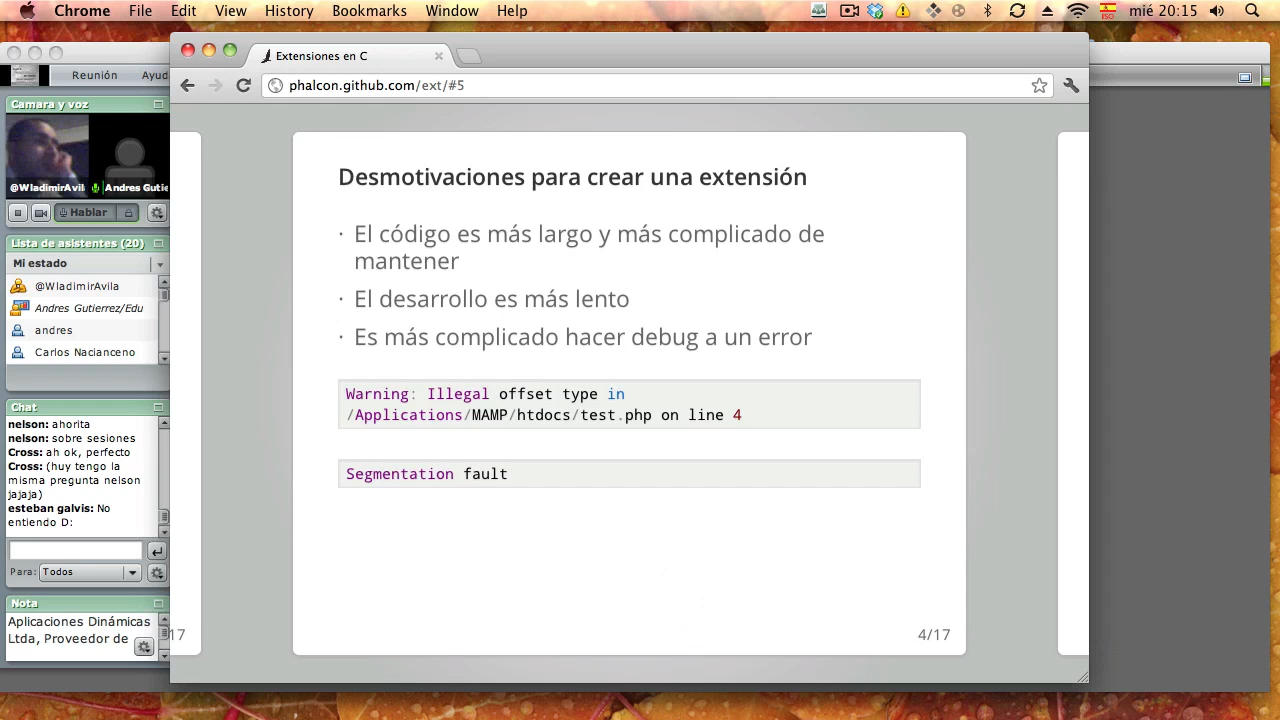 Chrome File Edit View History Bookmarks Window Help mié 20:15
ISO
Extensiones en C
Reunión Ayud
phalcon.github.com/ext/#5
Camara y voz
@WladimirAvil Andres Gutie
Hablar
Lista de asistentes (20)
Mi estado
@WladimirAvila
Andres Gutierrez/Edu
andres
Carlos Nacianceno
Chat
nelson: ahorita
nelson: sobre sesiones
Cross: ah ok, perfecto
Cross: (huy tengo la
misma pregunta nelson
jajaja)
esteban galvis: No
entiendo D:
Para: Todos
Nota
Aplicaciones Dinámicas
Ltda, Proveedor de
17
Desmotivaciones para crear una extensión
· El código es más largo y más complicado de
mantener
· El desarrollo es más lento
· Es más complicado hacer debug a un error
Warning: Illegal offset type in
/Applications/MAMP/htdocs/test.php on line 4
Segmentation fault
4/17